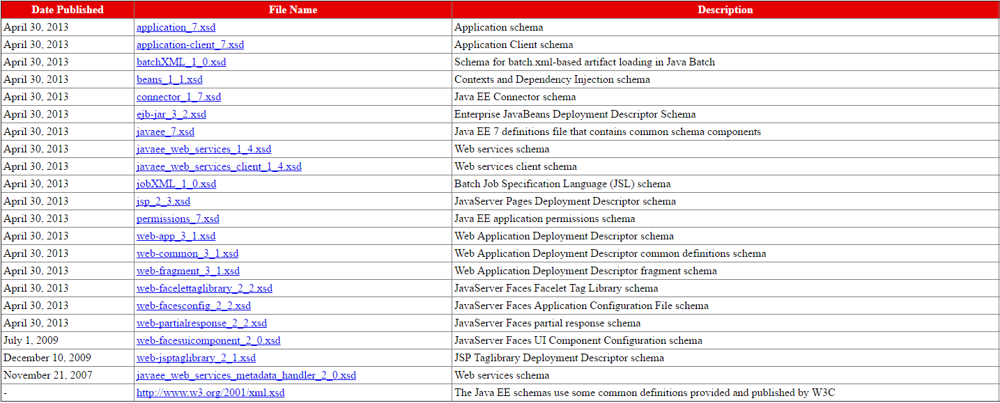 Date Published File Name Description
April 30, 2013 application_7.xsd Application schema
April 30, 2013 application-client_7.xsd Application Client schema
April 30, 2013 batchXML_1_0.xsd Schema for batch.xml-based artifact loading in Java Batch
April 30, 2013 beans_1_1.xsd Contexts and Dependency Injection schema
April 30, 2013 connector_1_7.xsd Java EE Connector schema
April 30, 2013 ejb-jar_3_2.xsd Enterprise JavaBeans Deployment Descriptor Schema
April 30, 2013 javaee_7.xsd Java EE 7 definitions file that contains common schema components
April 30, 2013 javaee_web_services_1_4.xsd Web services schema
April 30, 2013 javaee_web_services_client_1_4.xsd Web services client schema
April 30, 2013 jobXML_1_0.xsd Batch Job Specification Language (JSL) schema
April 30, 2013 jsp_2_3.xsd JavaServer Pages Deployment Descriptor schema
April 30, 2013 permissions_7.xsd Java EE application permissions schema
April 30, 2013 web-app_3_1.xsd Web Application Deployment Descriptor schema
April 30, 2013 web-common_3_1.xsd Web Application Deployment Descriptor common definitions schema
April 30, 2013 web-fragment_3_1.xsd Web Application Deployment Descriptor fragment schema
April 30, 2013 web-facelettaglibrary_2_2.xsd JavaServer Faces Facelet Tag Library schema
April 30, 2013 web-facesconfig_2_2.xsd JavaServer Faces Application Configuration File schema
April 30, 2013 web-partialresponse_2_2.xsd JavaServer Faces partial response schema
July 1, 2009 web-facesuicomponent_2_0.xsd JavaServer Faces UI Component Configuration schema
December 10, 2009 web-jsptaglibrary_2_1.xsd JSP Taglibrary Deployment Descriptor schema
November 21, 2007 javaee_web_services_metadata_handler_2_0.xsd Web services schema
- http://www.w3.org/2001/xml.xsd The Java EE schemas use some common definitions provided and published by W3C